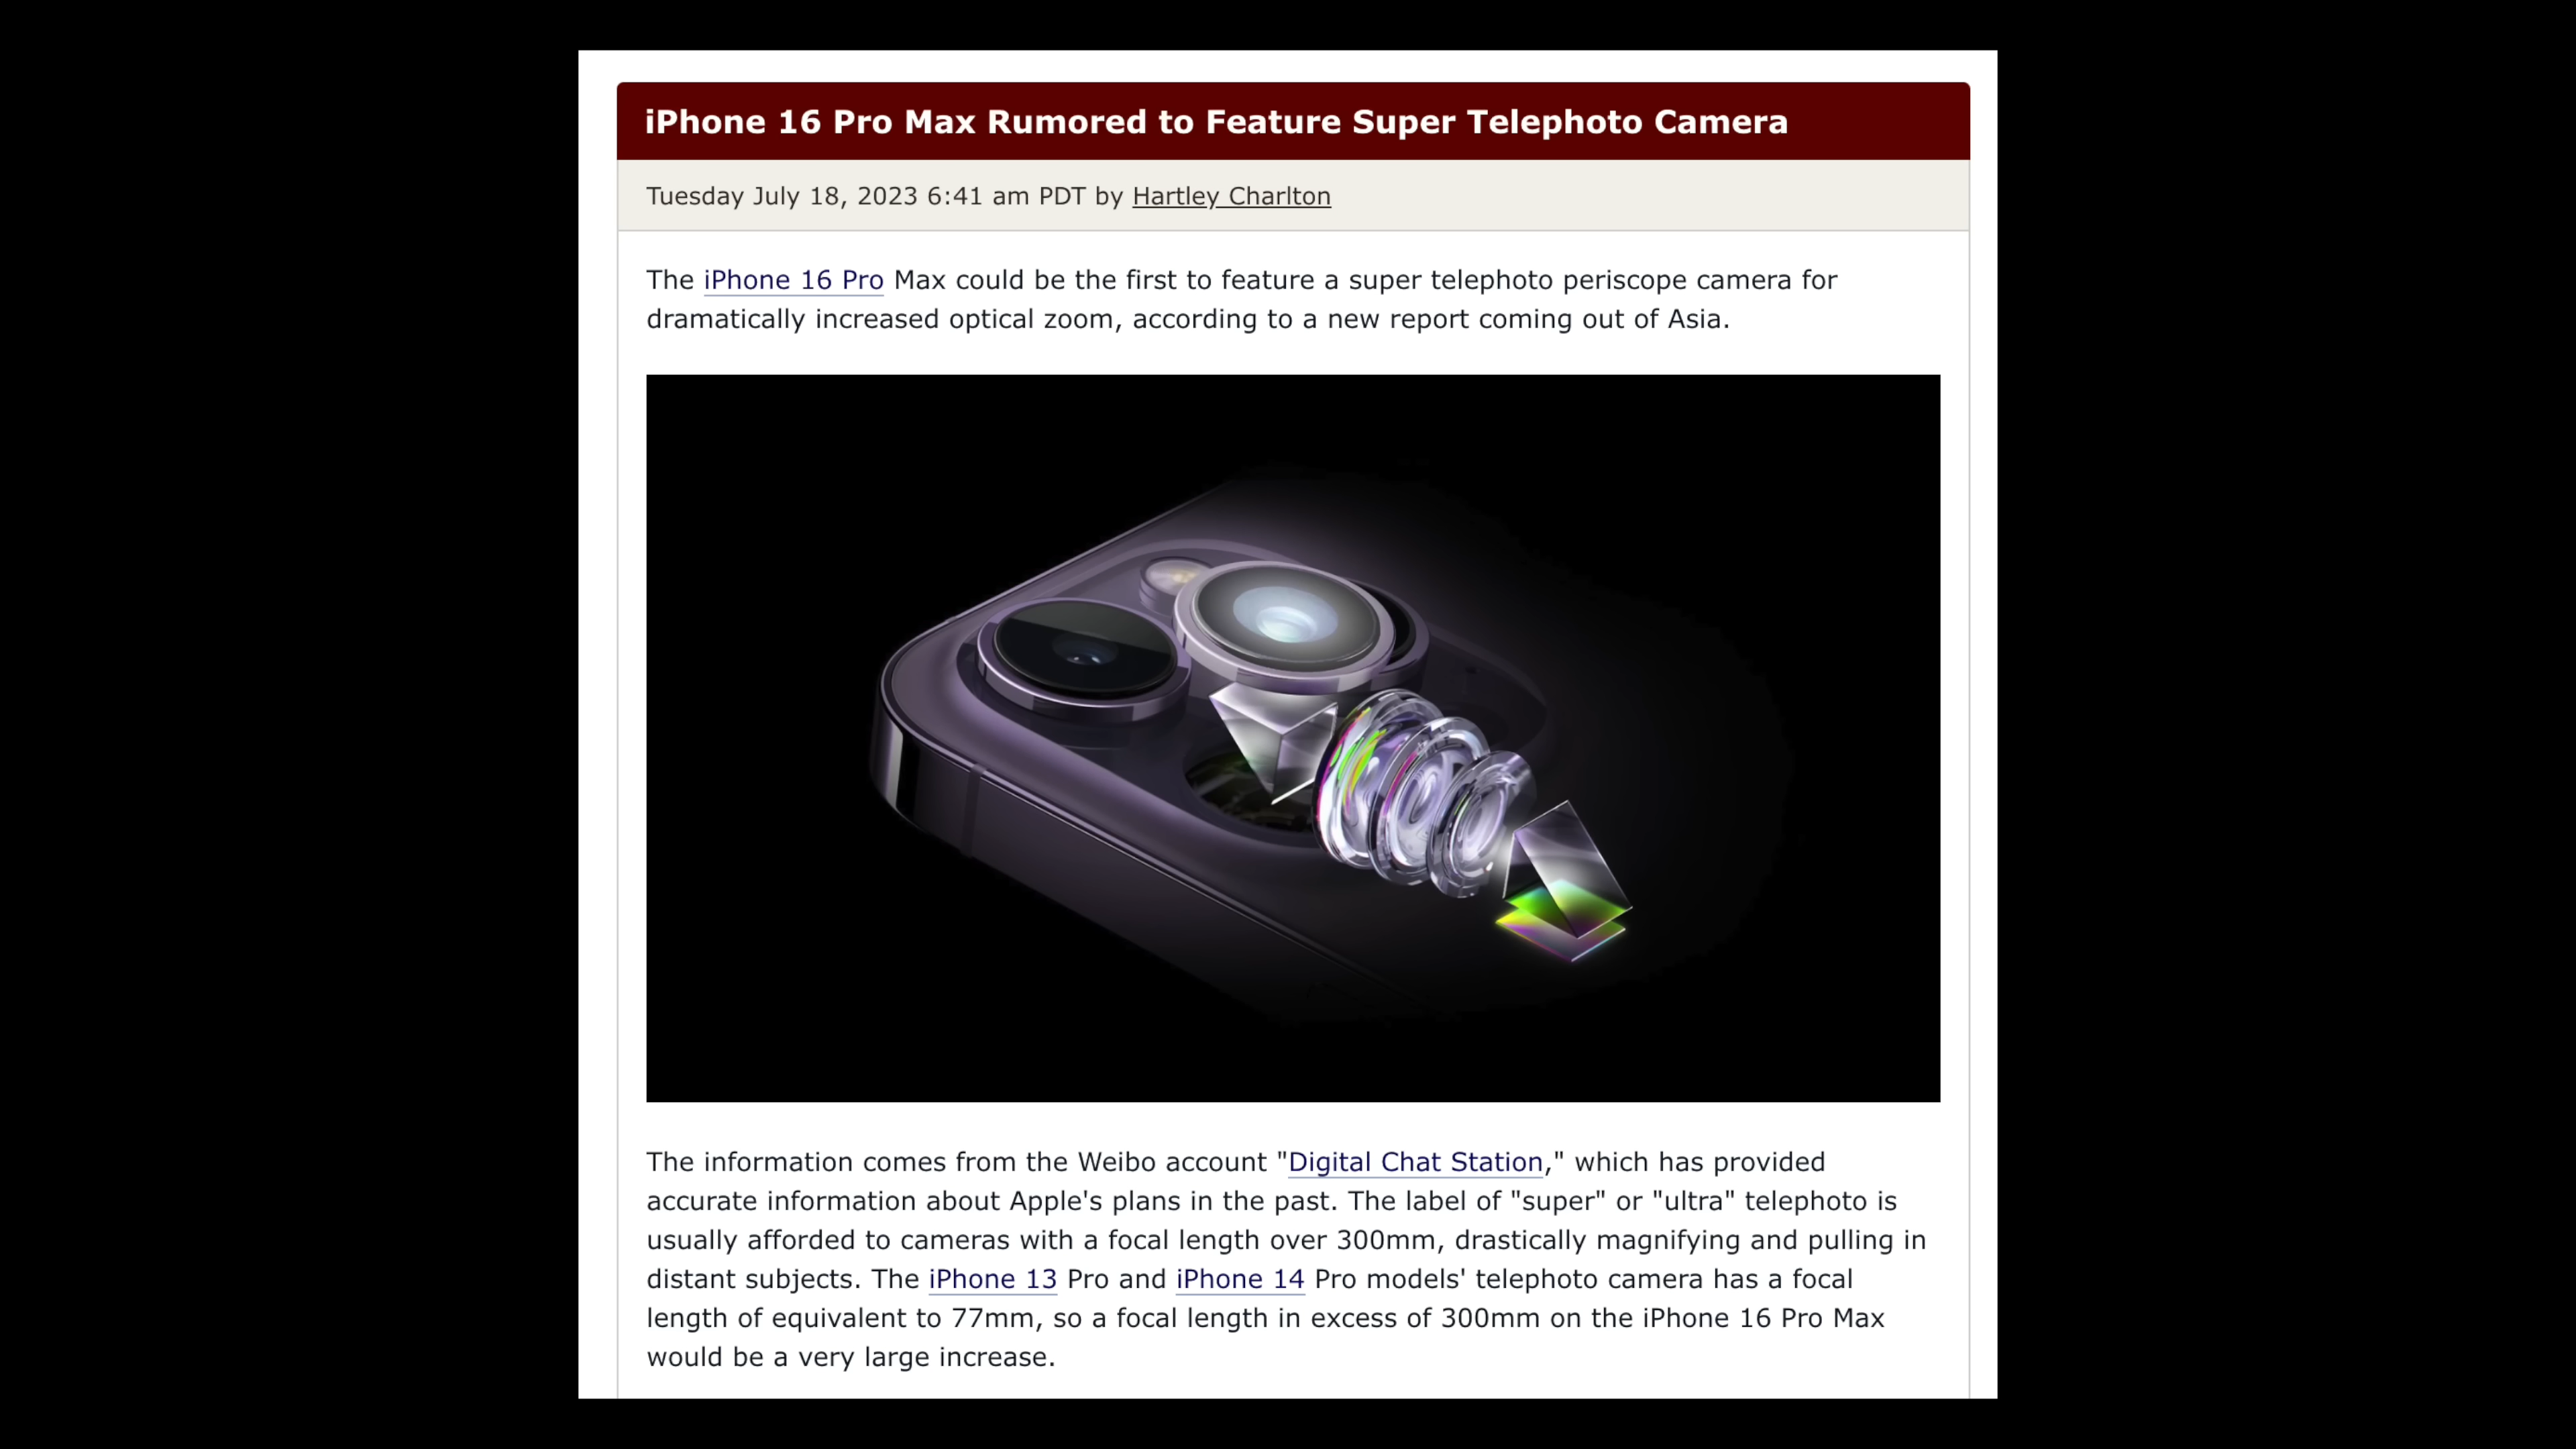 iPhone 16 Pro Max Rumored to Feature Super Telephoto Camera
Tuesday July 18, 2023 6:41 am PDT by Hartley Charlton
The iPhone 16 Pro Max could be the first to feature a super telephoto periscope camera for
dramatically increased optical zoom, according to a new report coming out of Asia.
The information comes from the Weibo account "Digital Chat Station," which has provided
accurate information about Apple's plans in the past. The label of "super" or "ultra" telephoto is
usually afforded to cameras with a focal length over 300mm, drastically magnifying and pulling in
distant subjects. The iPhone 13 Pro and iPhone 14 Pro models' telephoto camera has a focal
length of equivalent to 77mm, so a focal length in excess of 300mm on the iPhone 16 Pro Max
would be a very large increase.